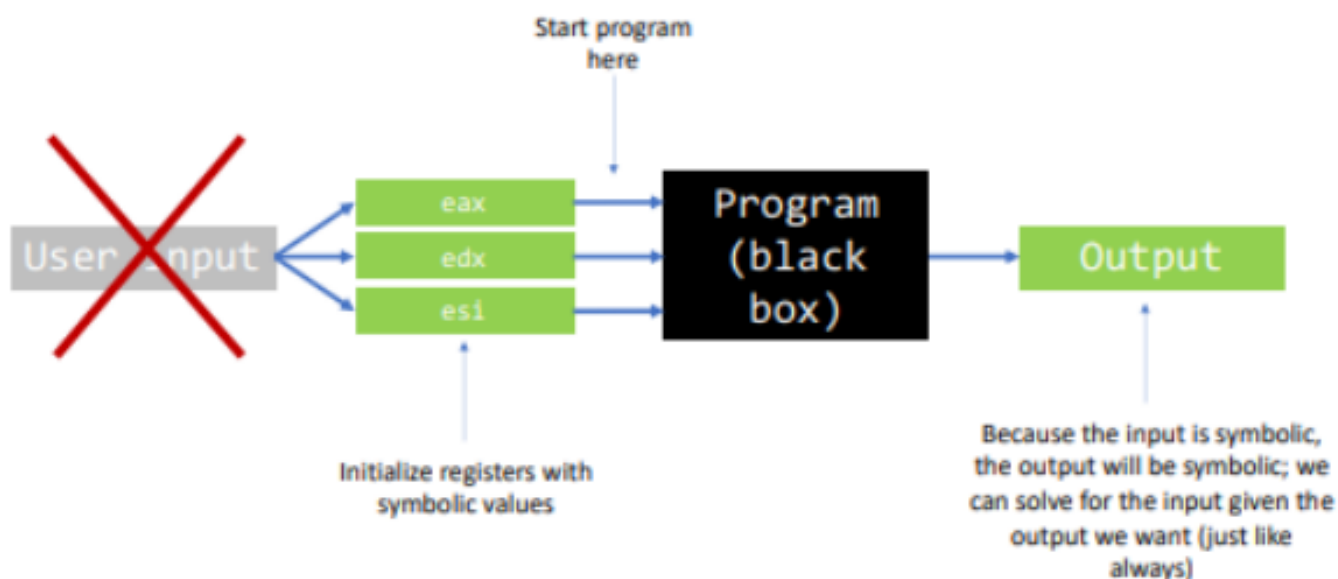 Start program
here
User input
eax
edx
esi
Program
(black
box)
Output
Initialize registers with
symbolic values
Because the input is symbolic,
the output will be symbolic; we
can solve for the input given the
output we want (just like
always)